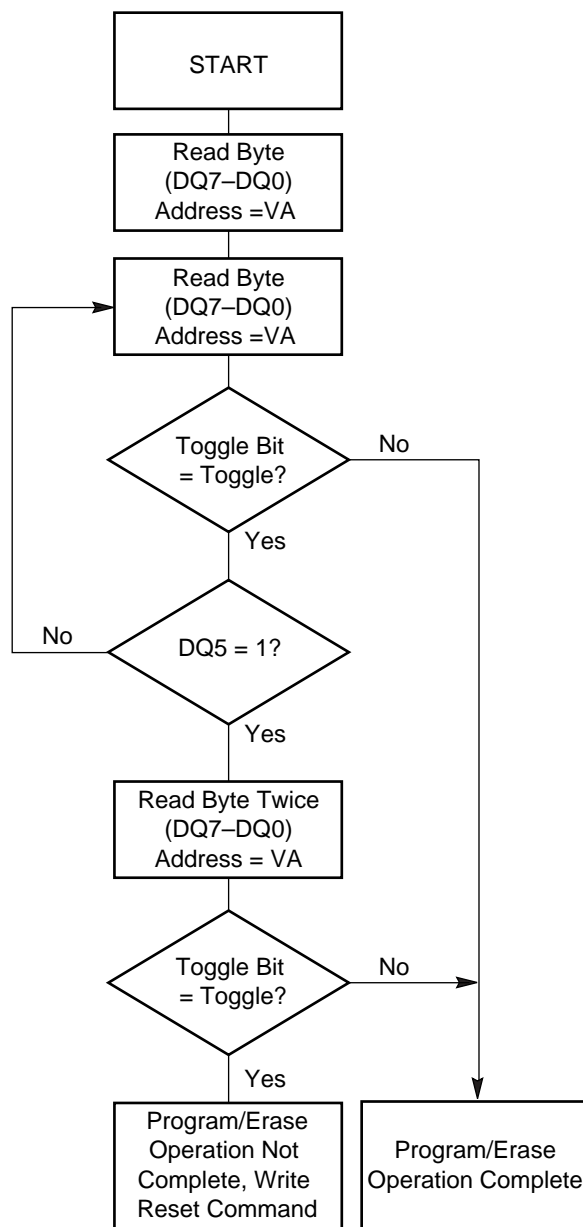 START
Read Byte
(DQ7–DQ0)
Address =VA
Read Byte
(DQ7–DQ0)
Address =VA
Toggle Bit
= Toggle?
No
Yes
No
DQ5 = 1?
Yes
Read Byte Twice
(DQ7–DQ0)
Address = VA
Toggle Bit
= Toggle?
No
Yes
Program/Erase
Operation Not
Complete, Write
Reset Command
Program/Erase
Operation Complete